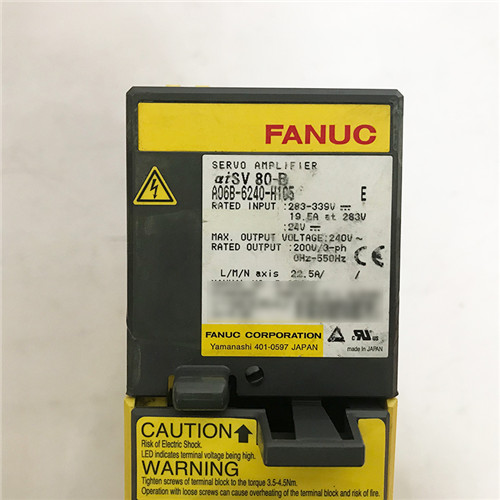 FANUC
SERVO AMPLIFIER
αiSV 80-B
A06B-6240-H105 E
RATED INPUT :283-339V ⎓
19.5A at 283V
:24V ⎓
MAX. OUTPUT VOLTAGE:240V~
RATED OUTPUT :200V/3-ph
0Hz-550Hz
L/M/N axis 22.5A/ /
FANUC CORPORATION
Yamanashi 401-0597 JAPAN
made in JAPAN
CAUTION
Risk of Electric Shock.
LED indicates terminal voltage being high.
WARNING
Tighten screws of terminal block to the torque 3.5-4.5Nm.
Operation with loose screws can cause overheating of the terminal block and risk of fire.